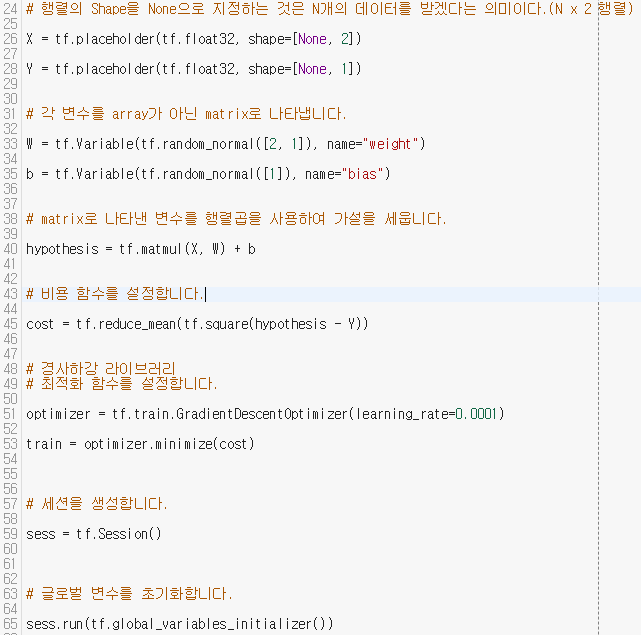 24 # 행렬의 Shape을 None으로 지정하는 것은 N개의 데이터를 받겠다는 의미이다.(N x 2 행렬)
25
26 X = tf.placeholder(tf.float32, shape=[None, 2])
27
28 Y = tf.placeholder(tf.float32, shape=[None, 1])
29
30
31 # 각 변수를 array가 아닌 matrix로 나타냅니다.
32
33 W = tf.Variable(tf.random_normal([2, 1]), name="weight")
34
35 b = tf.Variable(tf.random_normal([1]), name="bias")
36
37
38 # matrix로 나타낸 변수를 행렬곱을 사용하여 가설을 세웁니다.
39
40 hypothesis = tf.matmul(X, W) + b
41
42
43 # 비용 함수를 설정합니다.
44
45 cost = tf.reduce_mean(tf.square(hypothesis - Y))
46
47
48 # 경사하강 라이브러리
49 # 최적화 함수를 설정합니다.
50
51 optimizer = tf.train.GradientDescentOptimizer(learning_rate=0.0001)
52
53 train = optimizer.minimize(cost)
54
55
56
57 # 세션을 생성합니다.
58
59 sess = tf.Session()
60
61
62
63 # 글로벌 변수를 초기화합니다.
64
65 sess.run(tf.global_variables_initializer())